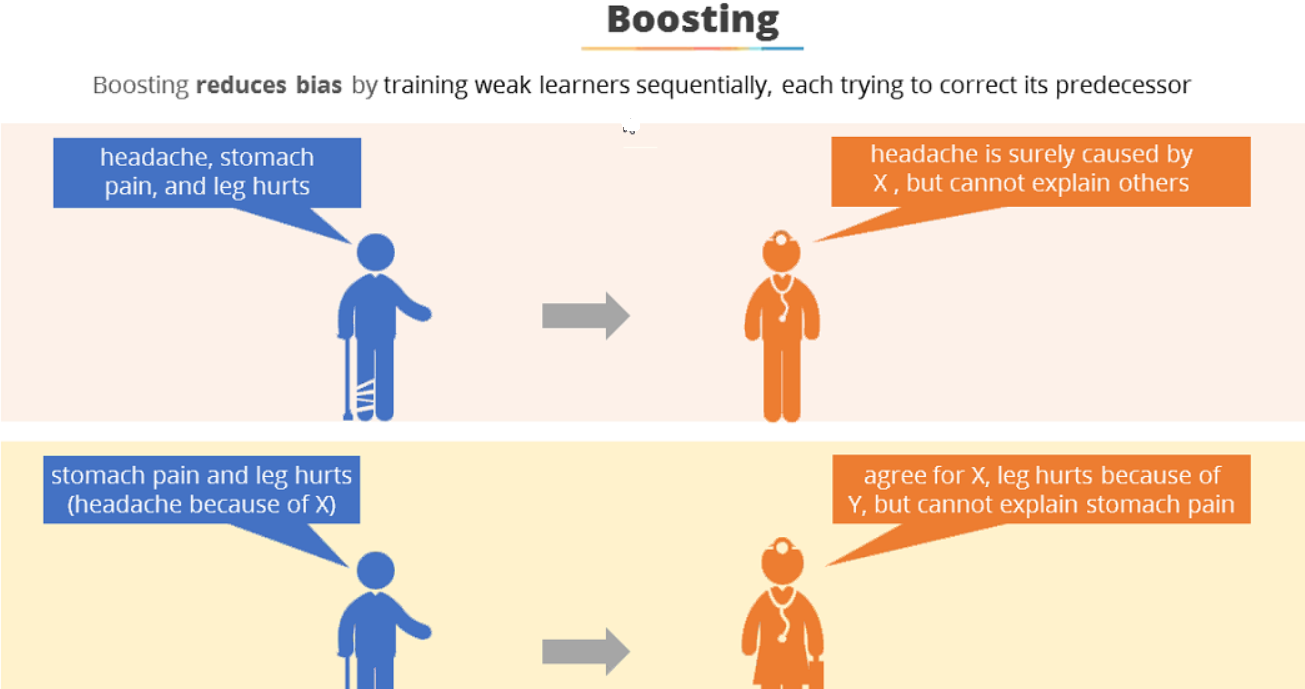 Boosting
Boosting reduces bias by training weak learners sequentially, each trying to correct its predecessor
headache, stomach
pain, and leg hurts
headache is surely caused by
X , but cannot explain others
stomach pain and leg hurts
(headache because of X)
agree for X, leg hurts because of
Y, but cannot explain stomach pain